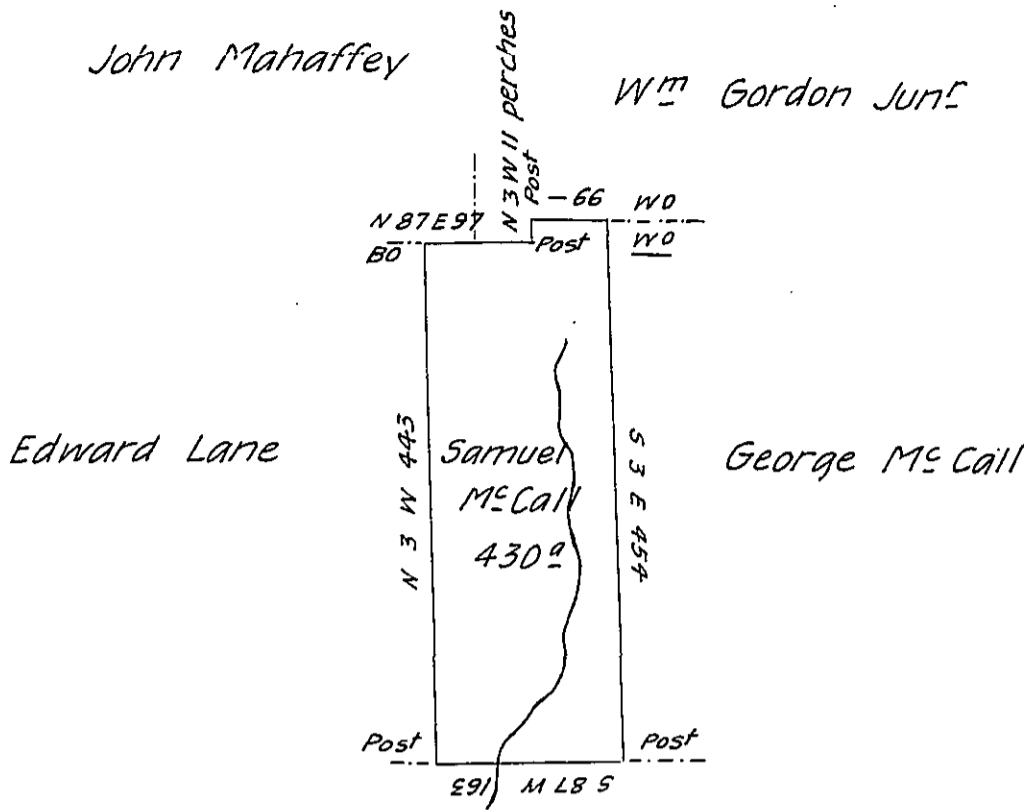 John Mahaffey
N 3 W 11 perches
Post
Wm Gordon Junr
N 87 E 97
- 66
WO
BO
Post
WO
Edward Lane
N 3 W 443
Samuel
McCall
430 a
S 3 E 454
George McCall
Post
Post
S 87 W 163